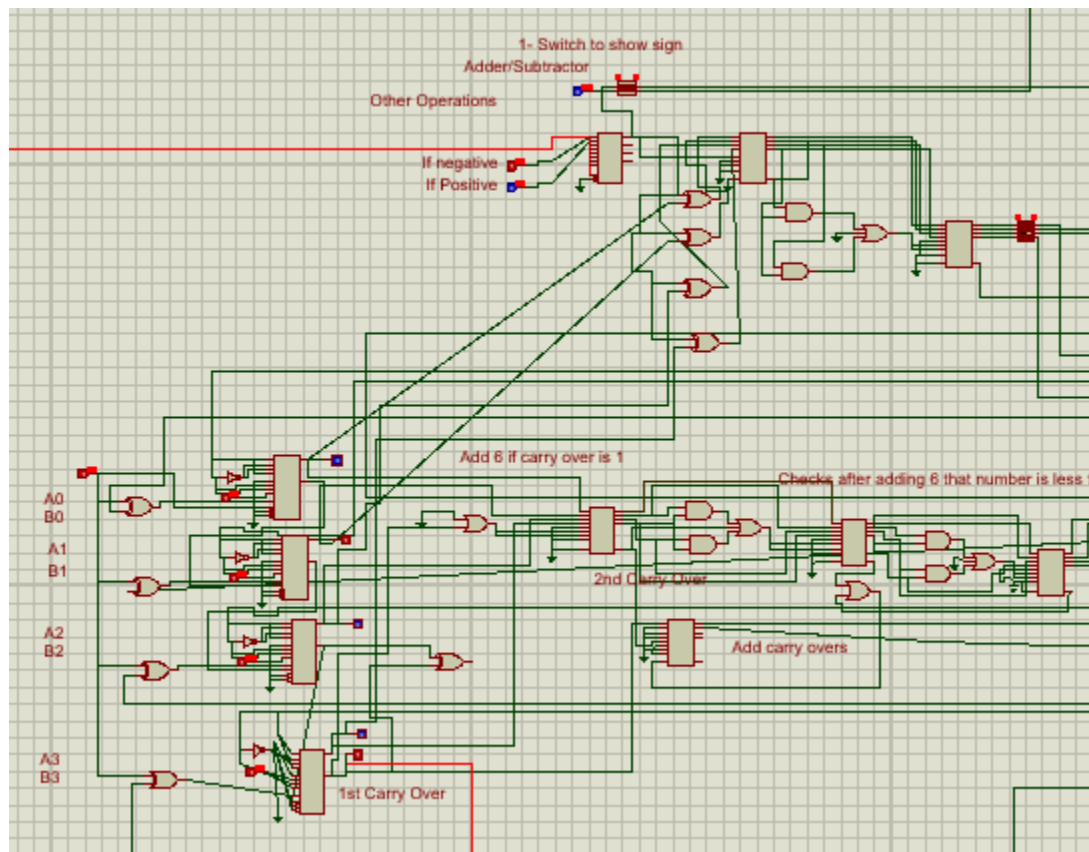 1- Switch to show sign
Adder/Subtractor
Other Operations
If negative
If Positive
Add 6 if carry over is 1
Checks after adding 6 that number is less
A0
B0
A1
B1
2nd Carry Over
A2
B2
Add carry overs
A3
B3
1st Carry Over